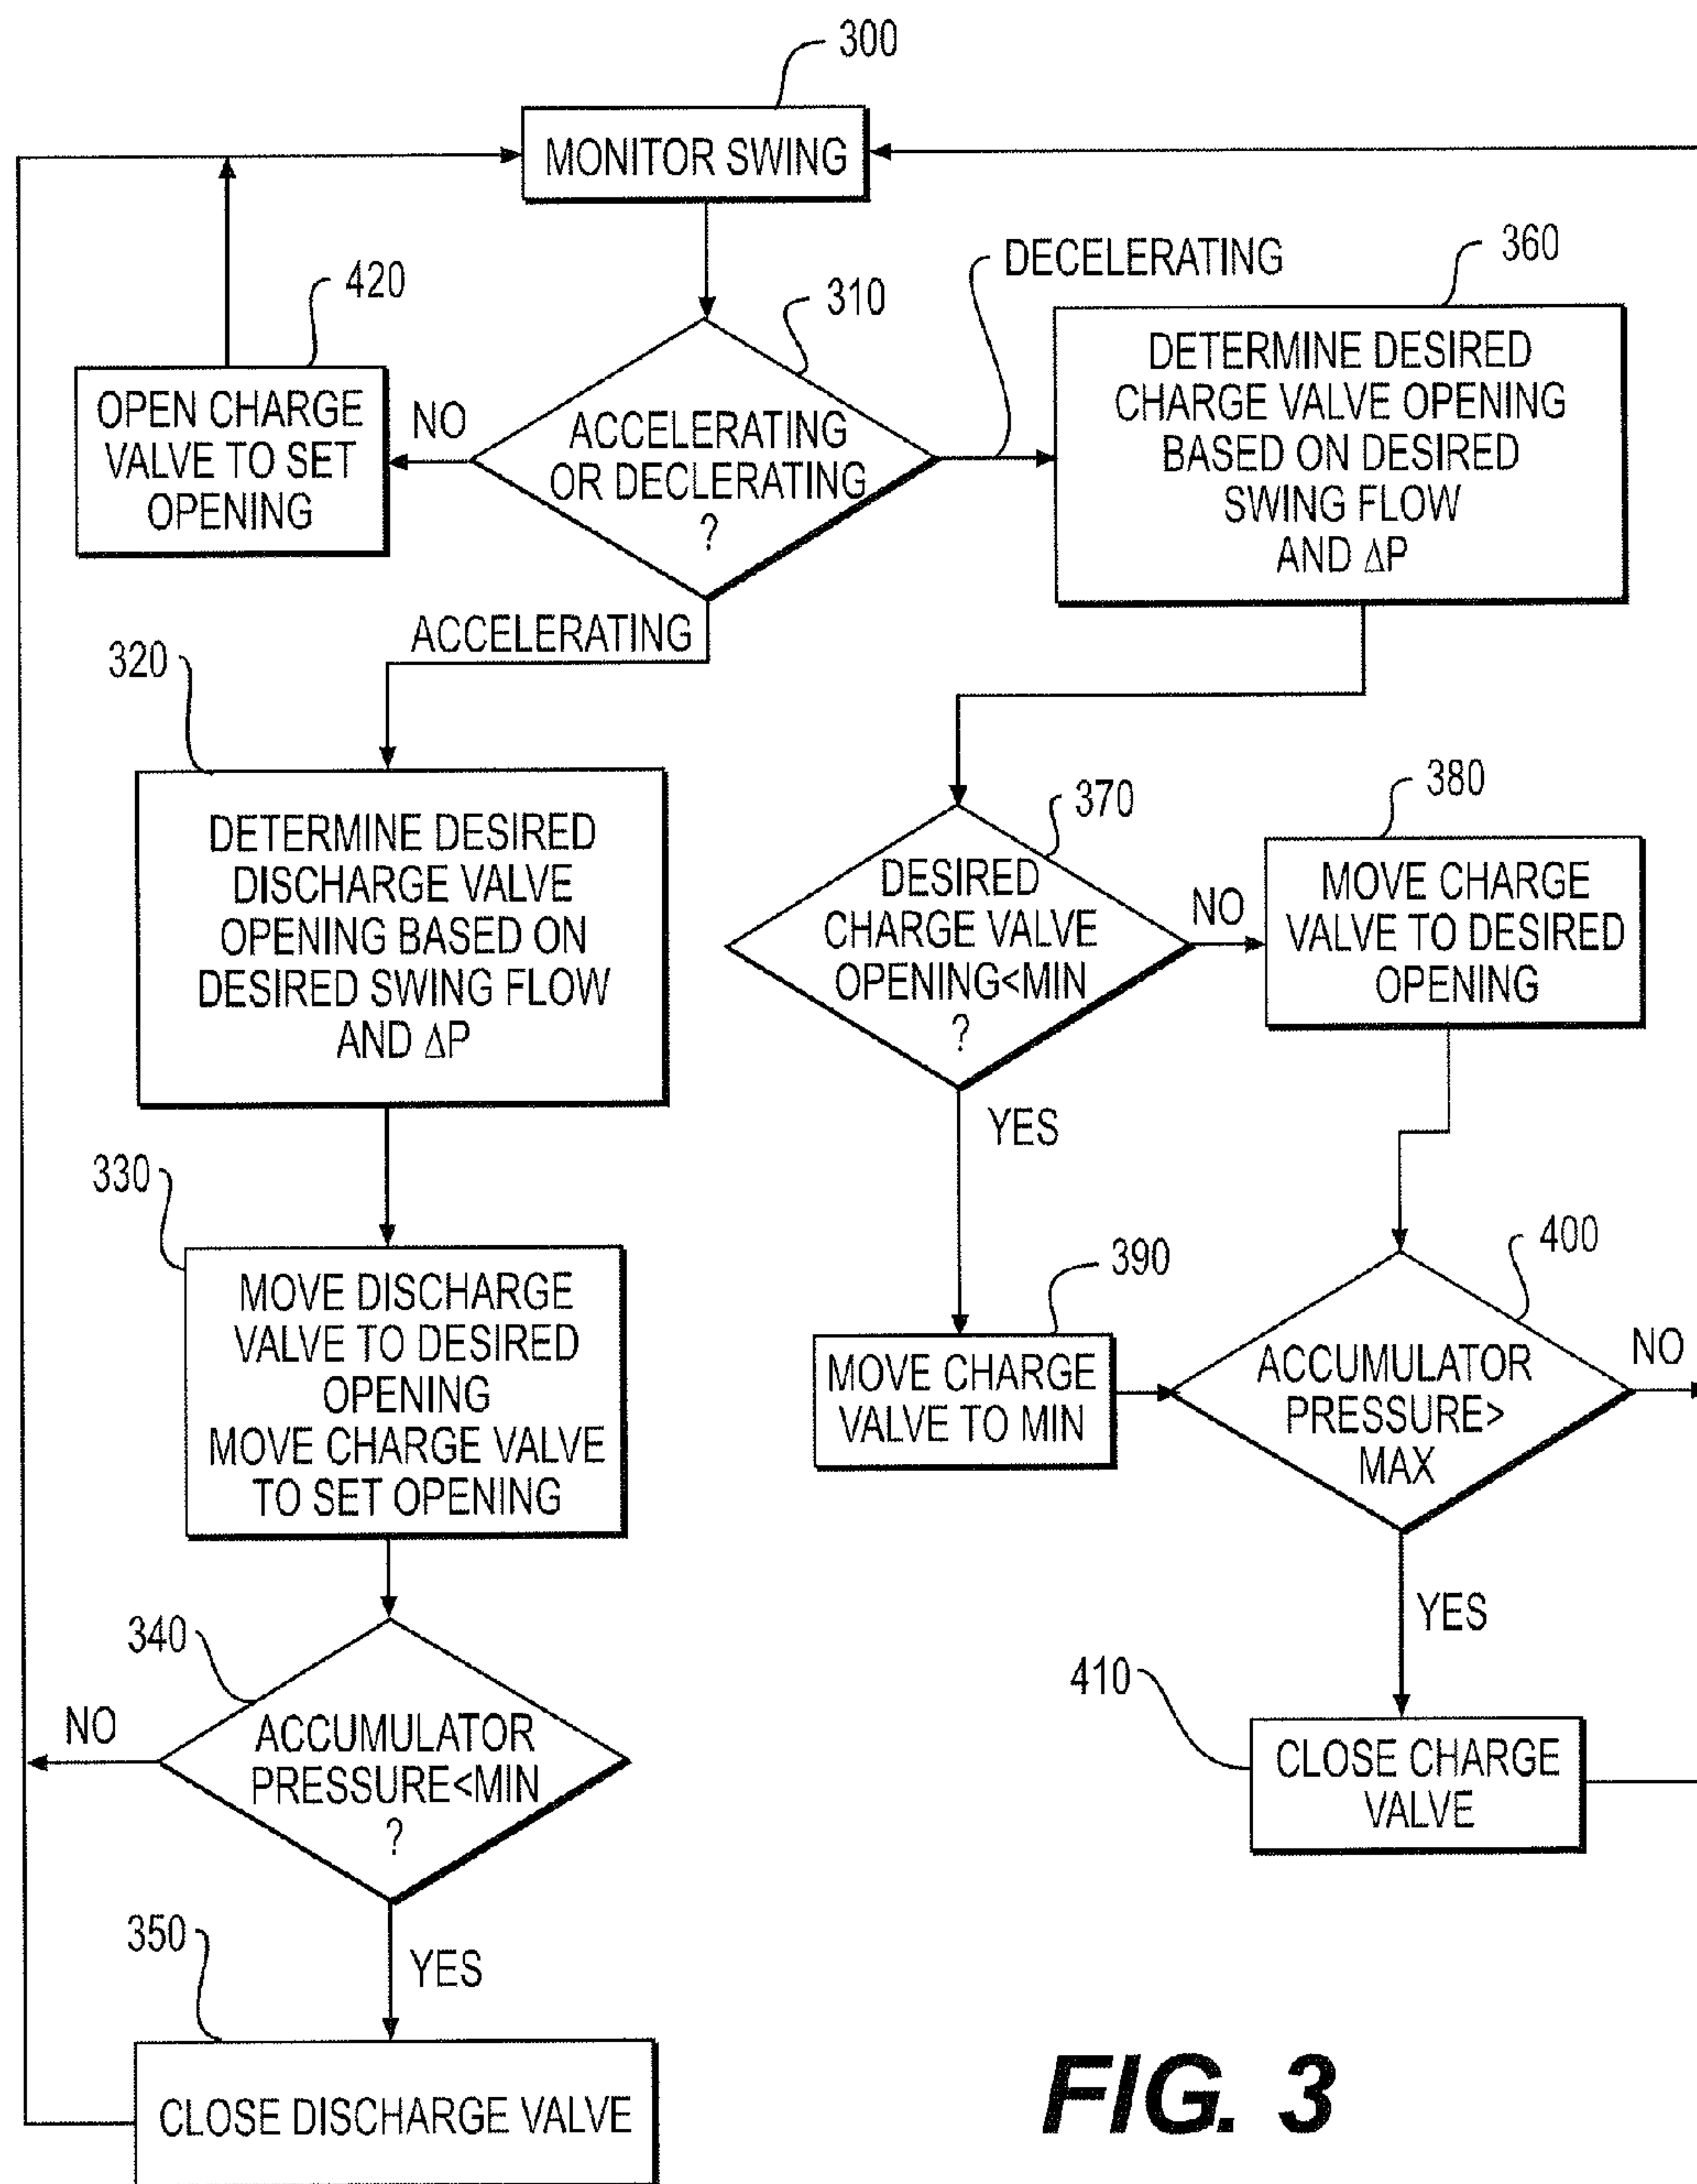 300
MONITOR SWING
DECELERATING
360
420
310
OPEN CHARGE
VALVE TO SET
OPENING
NO
ACCELERATING
OR DECLERATING
?
DETERMINE DESIRED
CHARGE VALVE OPENING
BASED ON DESIRED
SWING FLOW
AND ΔP
ACCELERATING
320
DETERMINE DESIRED
DISCHARGE VALVE
OPENING BASED ON
DESIRED SWING FLOW
AND ΔP
370
DESIRED
CHARGE VALVE
OPENING<MIN
?
NO
380
MOVE CHARGE
VALVE TO DESIRED
OPENING
YES
330
MOVE DISCHARGE
VALVE TO DESIRED
OPENING
MOVE CHARGE VALVE
TO SET OPENING
390
MOVE CHARGE
VALVE TO MIN
400
ACCUMULATOR
PRESSURE>
MAX
NO
YES
340
NO
ACCUMULATOR
PRESSURE<MIN
?
410
CLOSE CHARGE
VALVE
YES
350
CLOSE DISCHARGE VALVE
FIG. 3